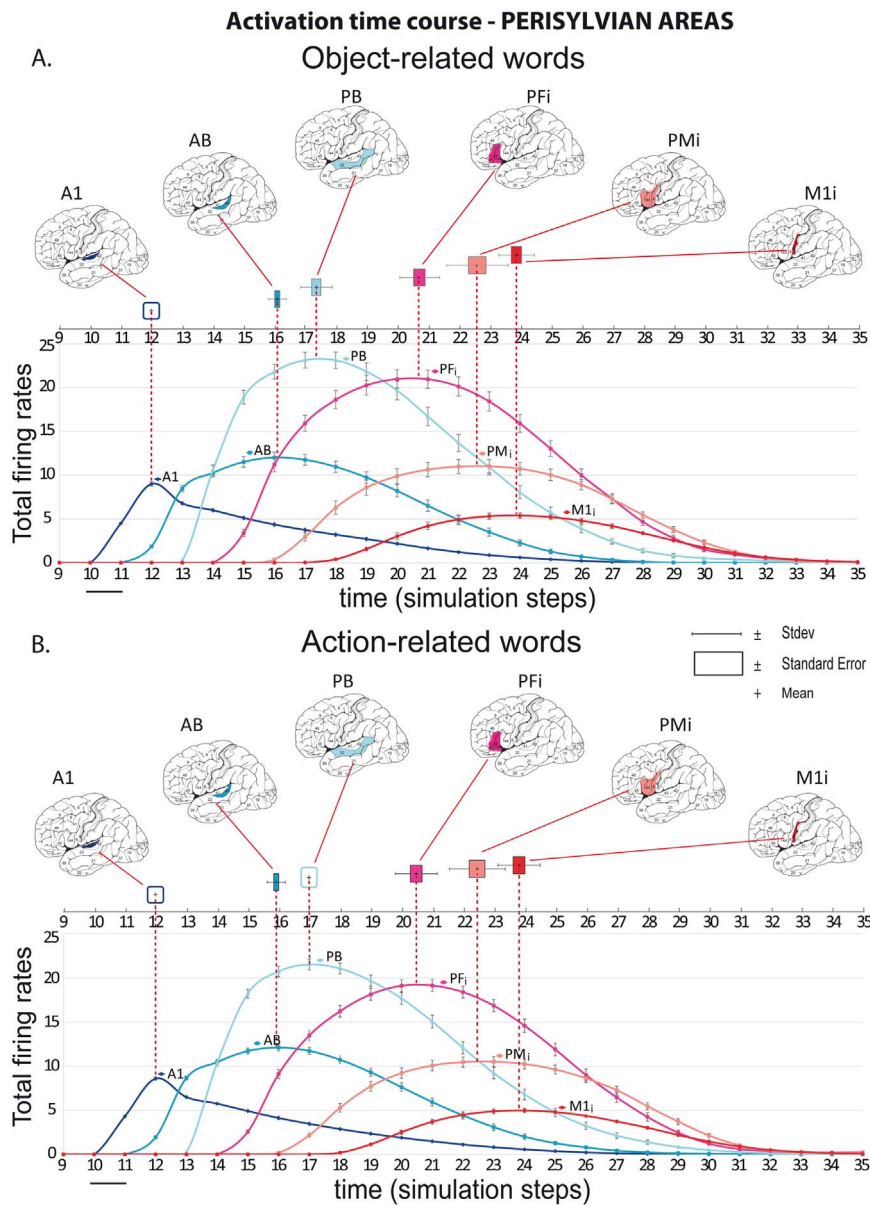 Activation time course - PERISYLVIAN AREAS
A. Object-related words
PB
PFi
AB
PMi
A1
M1i
9 10 11 12 13 14 15 16 17 18 19 20 21 22 23 24 25 26 27 28 29 30 31 32 33 34 35
25
20
15
10
5
0
Total firing rates
PB
PFi
AB
PMi
A1
M1i
9 10 11 12 13 14 15 16 17 18 19 20 21 22 23 24 25 26 27 28 29 30 31 32 33 34 35
time (simulation steps)
B. Action-related words
± Stdev
± Standard Error
+ Mean
PB
PFi
AB
PMi
A1
M1i
9 10 11 12 13 14 15 16 17 18 19 20 21 22 23 24 25 26 27 28 29 30 31 32 33 34 35
25
20
15
10
5
0
Total firing rates
PB
PFi
AB
PMi
A1
M1i
9 10 11 12 13 14 15 16 17 18 19 20 21 22 23 24 25 26 27 28 29 30 31 32 33 34 35
time (simulation steps)